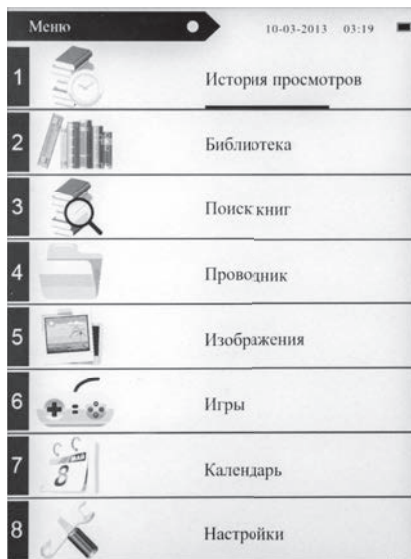 Меню 10-03-2013 03:19
1 История просмотров
2 Библиотека
3 Поиск книг
4 Проводник
5 Изображения
6 Игры
7 Календарь
8 Настройки